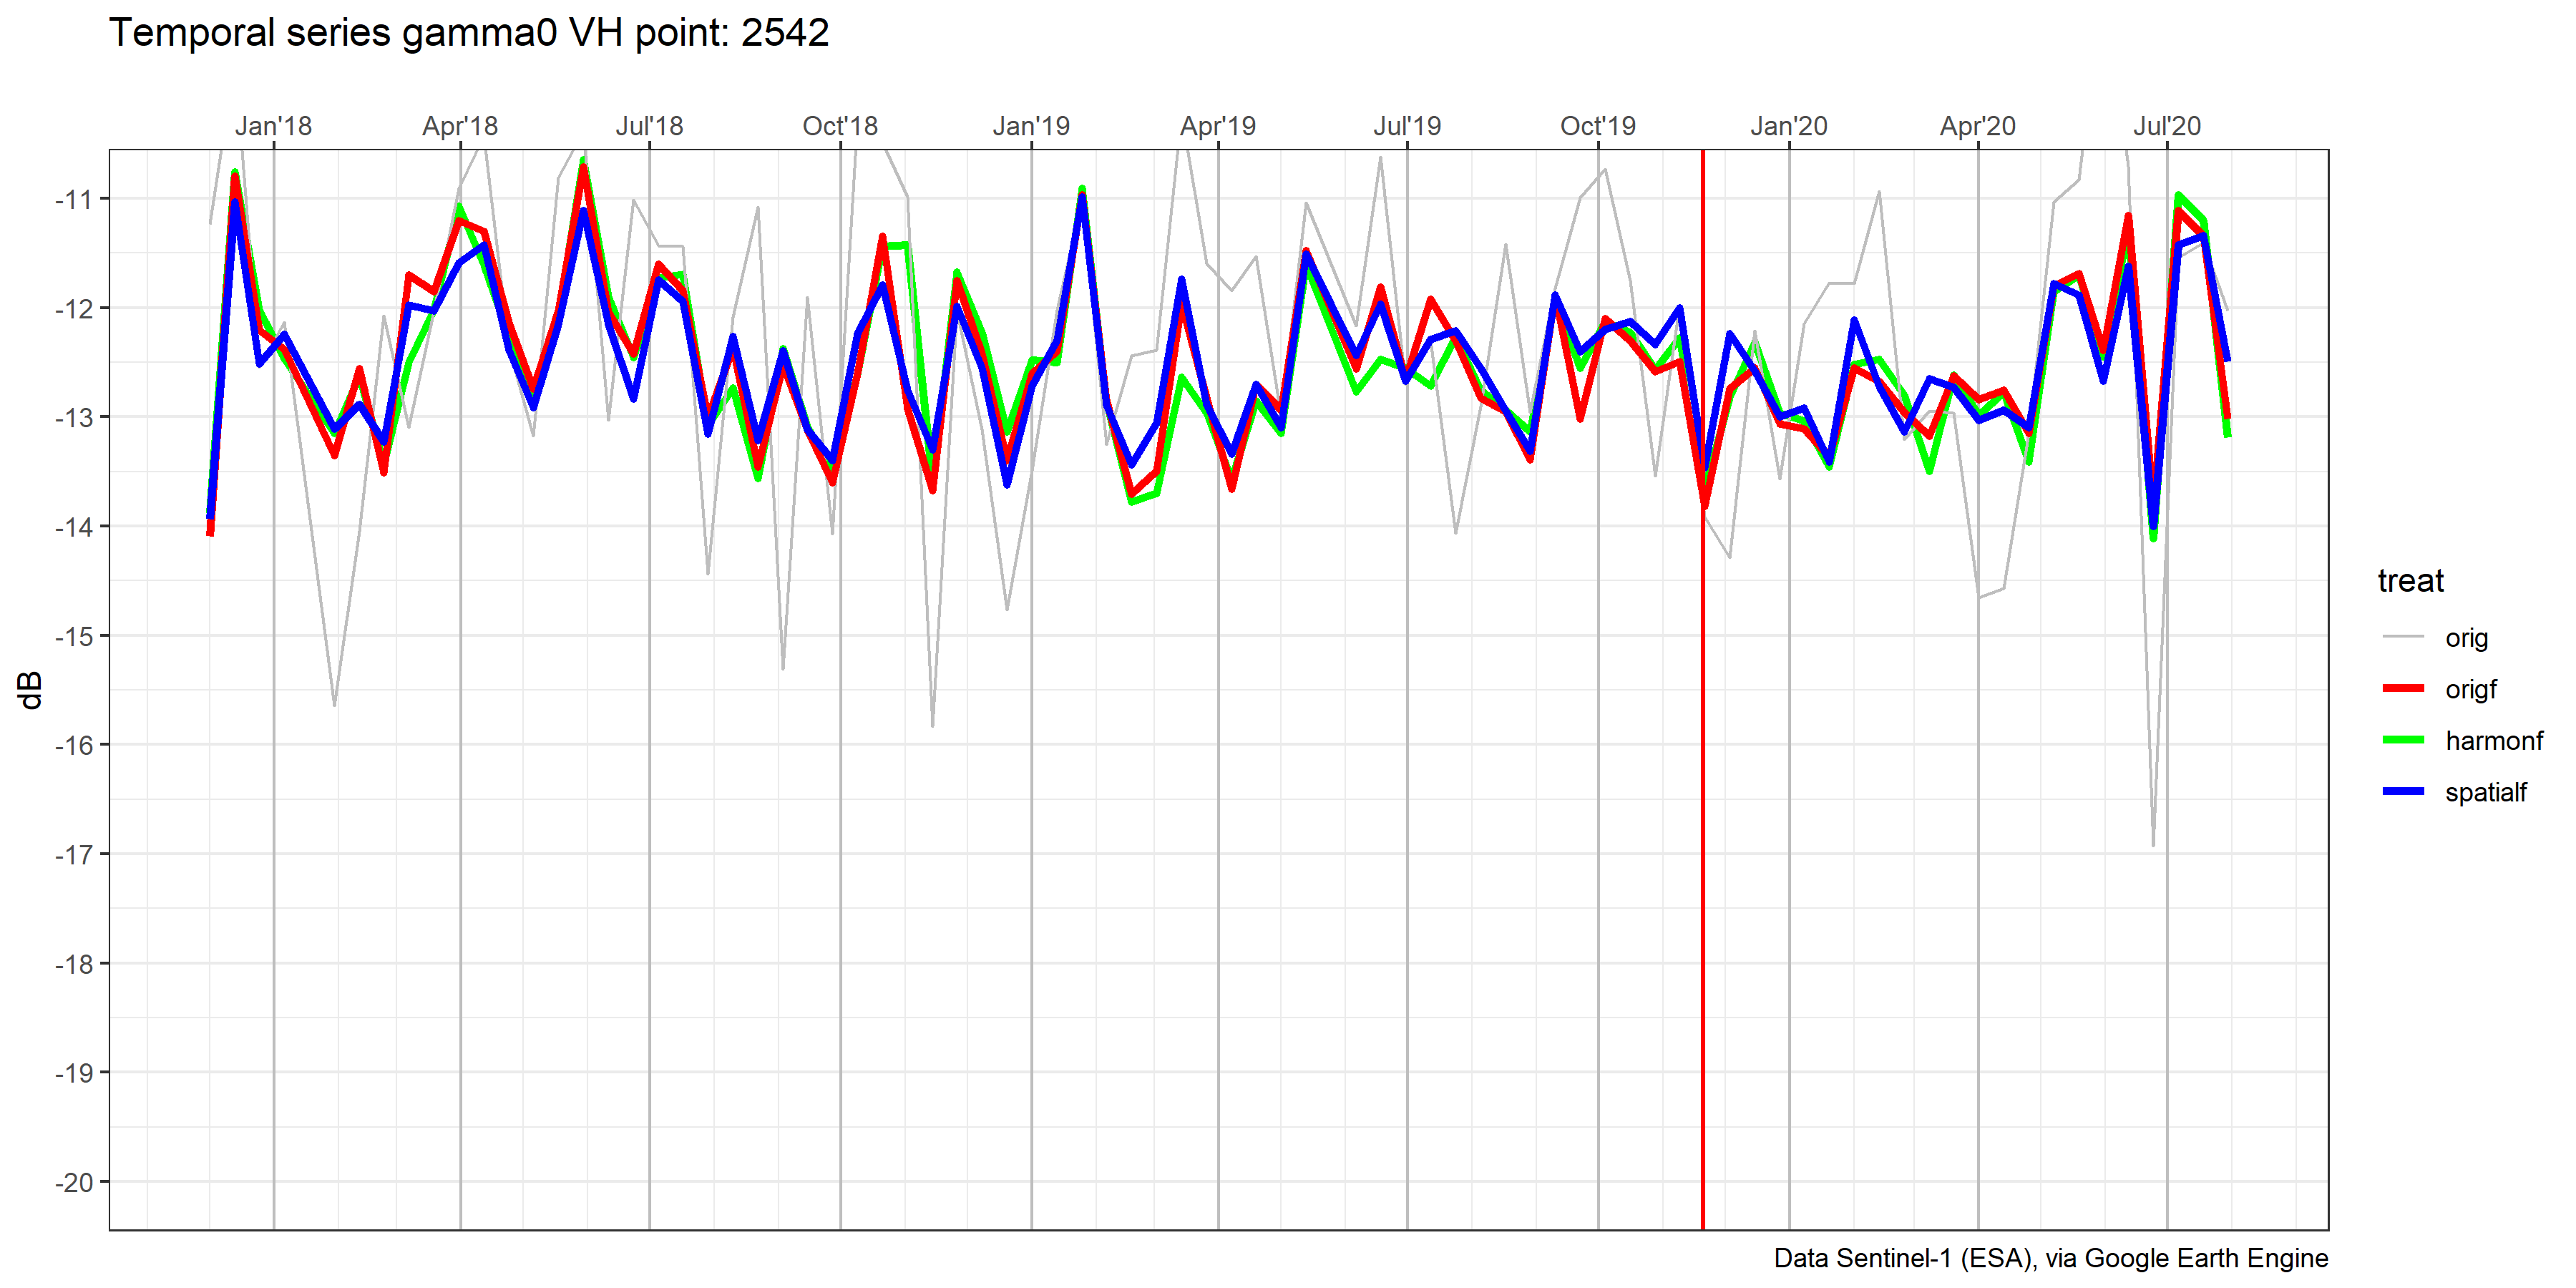 Temporal series gamma0 VH point: 2542
Jan'18 Apr'18 Jul'18 Oct'18 Jan'19 Apr'19 Jul'19 Oct'19 Jan'20 Apr'20 Jul'20
-11
-12
-13
-14
-15
-16
-17
-18
-19
-20
dB
treat
orig
origf
harmonf
spatialf
Data Sentinel-1 (ESA), via Google Earth Engine